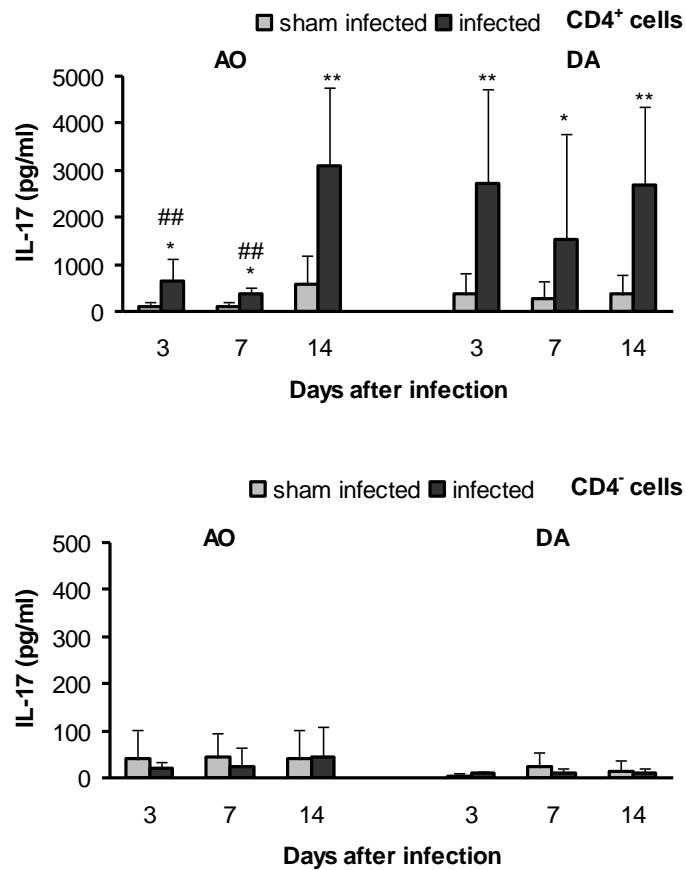 sham infected infected CD4⁺ cells
AO DA
5000
4000
3000
2000
1000
0
IL-17 (pg/ml)
## * ## * ** ** * **
3 7 14 3 7 14
Days after infection
sham infected infected CD4⁻ cells
AO DA
500
400
300
200
100
0
IL-17 (pg/ml)
3 7 14 3 7 14
Days after infection